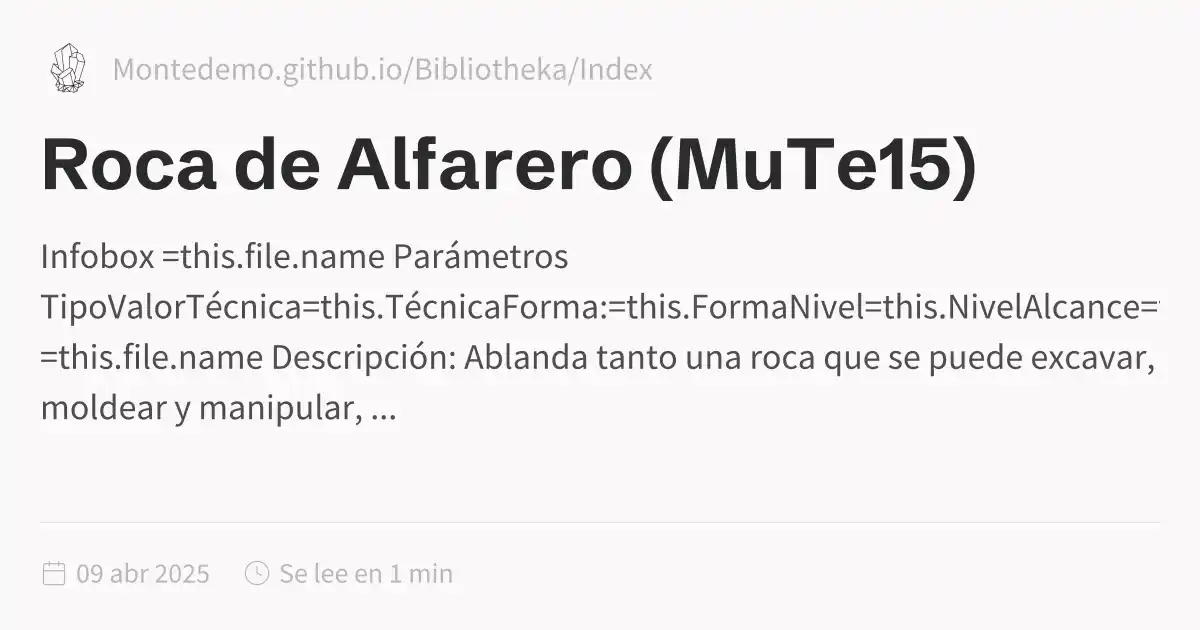 Montedemo.github.io/Bibliotheka/Index
Roca de Alfarero (MuTe15)
Infobox =this.file.name Parámetros
TipoValorTécnica=this.TécnicaForma:=this.FormaNivel=this.NivelAlcance=
=this.file.name Descripción: Ablanda tanto una roca que se puede excavar,
moldear y manipular, ...
09 abr 2025
Se lee en 1 min